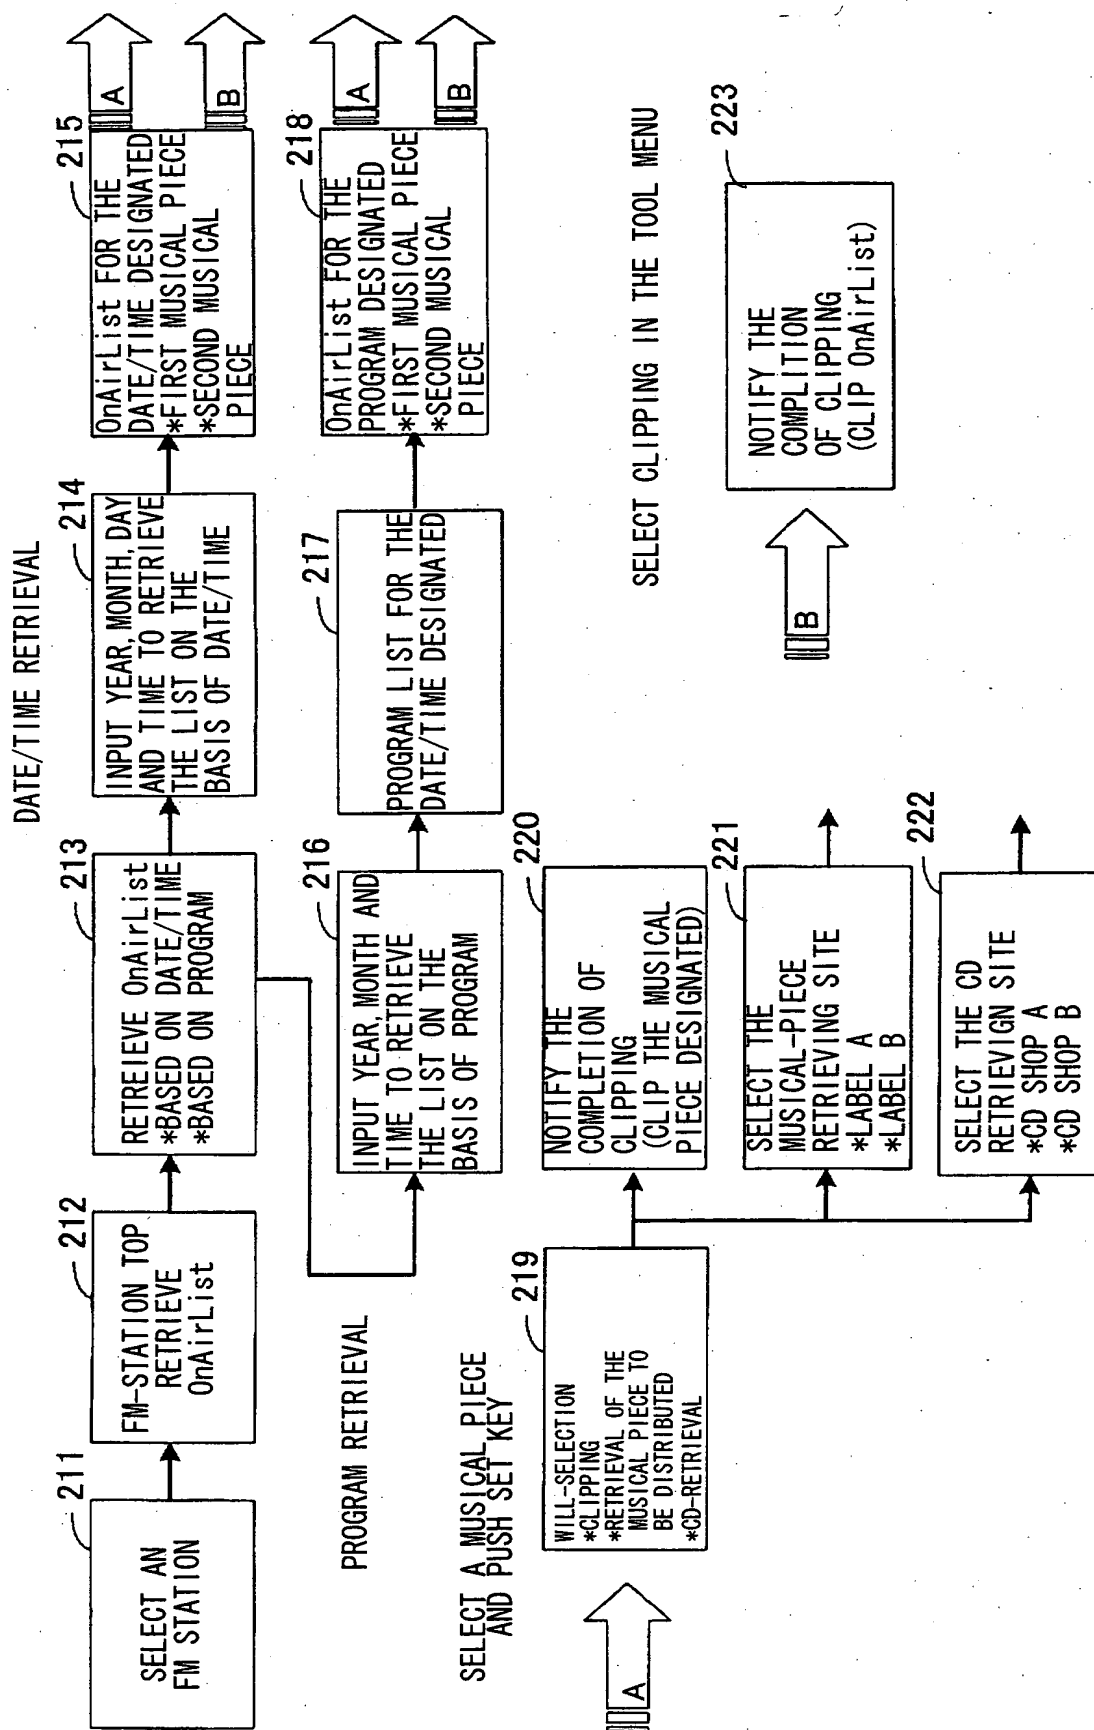 DATE/TIME RETRIEVAL
211
SELECT AN
FM STATION
212
FM-STATION TOP
RETRIEVE
OnAirList
213
RETREIEVE OnAirList
*BASED ON DATE/TIME
*BASED ON PROGRAM
214
INPUT YEAR, MONTH, DAY
AND TIME TO RETRIEVE
THE LIST ON THE
BASIS OF DATE/TIME
215
OnAirList FOR THE
DATE/TIME DESIGNATED
*FIRST MUSICAL PIECE
*SECOND MUSICAL
PIECE
A
B
PROGRAM RETRIEVAL
216
INPUT YEAR, MONTH AND
TIME TO RETRIEVE
THE LIST ON THE
BASIS OF PROGRAM
217
PROGRAM LIST FOR THE
DATE/TIME DESIGNATED
218
OnAirList FOR THE
PROGRAM DESIGNATED
*FIRST MUSICAL PIECE
*SECOND MUSICAL
PIECE
A
B
SELECT A MUSICAL PIECE
AND PUSH SET KEY
A
219
WILL-SELECTION
*CLIPPING
*RETRIEVAL OF THE
MUSICAL PIECE TO
BE DISTRIBUTED
*CD-RETRIEVAL
220
NOTIFY THE
COMPLETION OF
CLIPPING
(CLIP THE MUSICAL
PIECE DESIGNATED)
221
SELECT THE
MUSICAL-PIECE
RETRIEVING SITE
*LABEL A
*LABEL B
222
SELECT THE CD
RETRIEVIGN SITE
*CD SHOP A
*CD SHOP B
SELECT CLIPPING IN THE TOOL MENU
B
223
NOTIFY THE
COMPLITION
OF CLIPPING
(CLIP OnAirList)